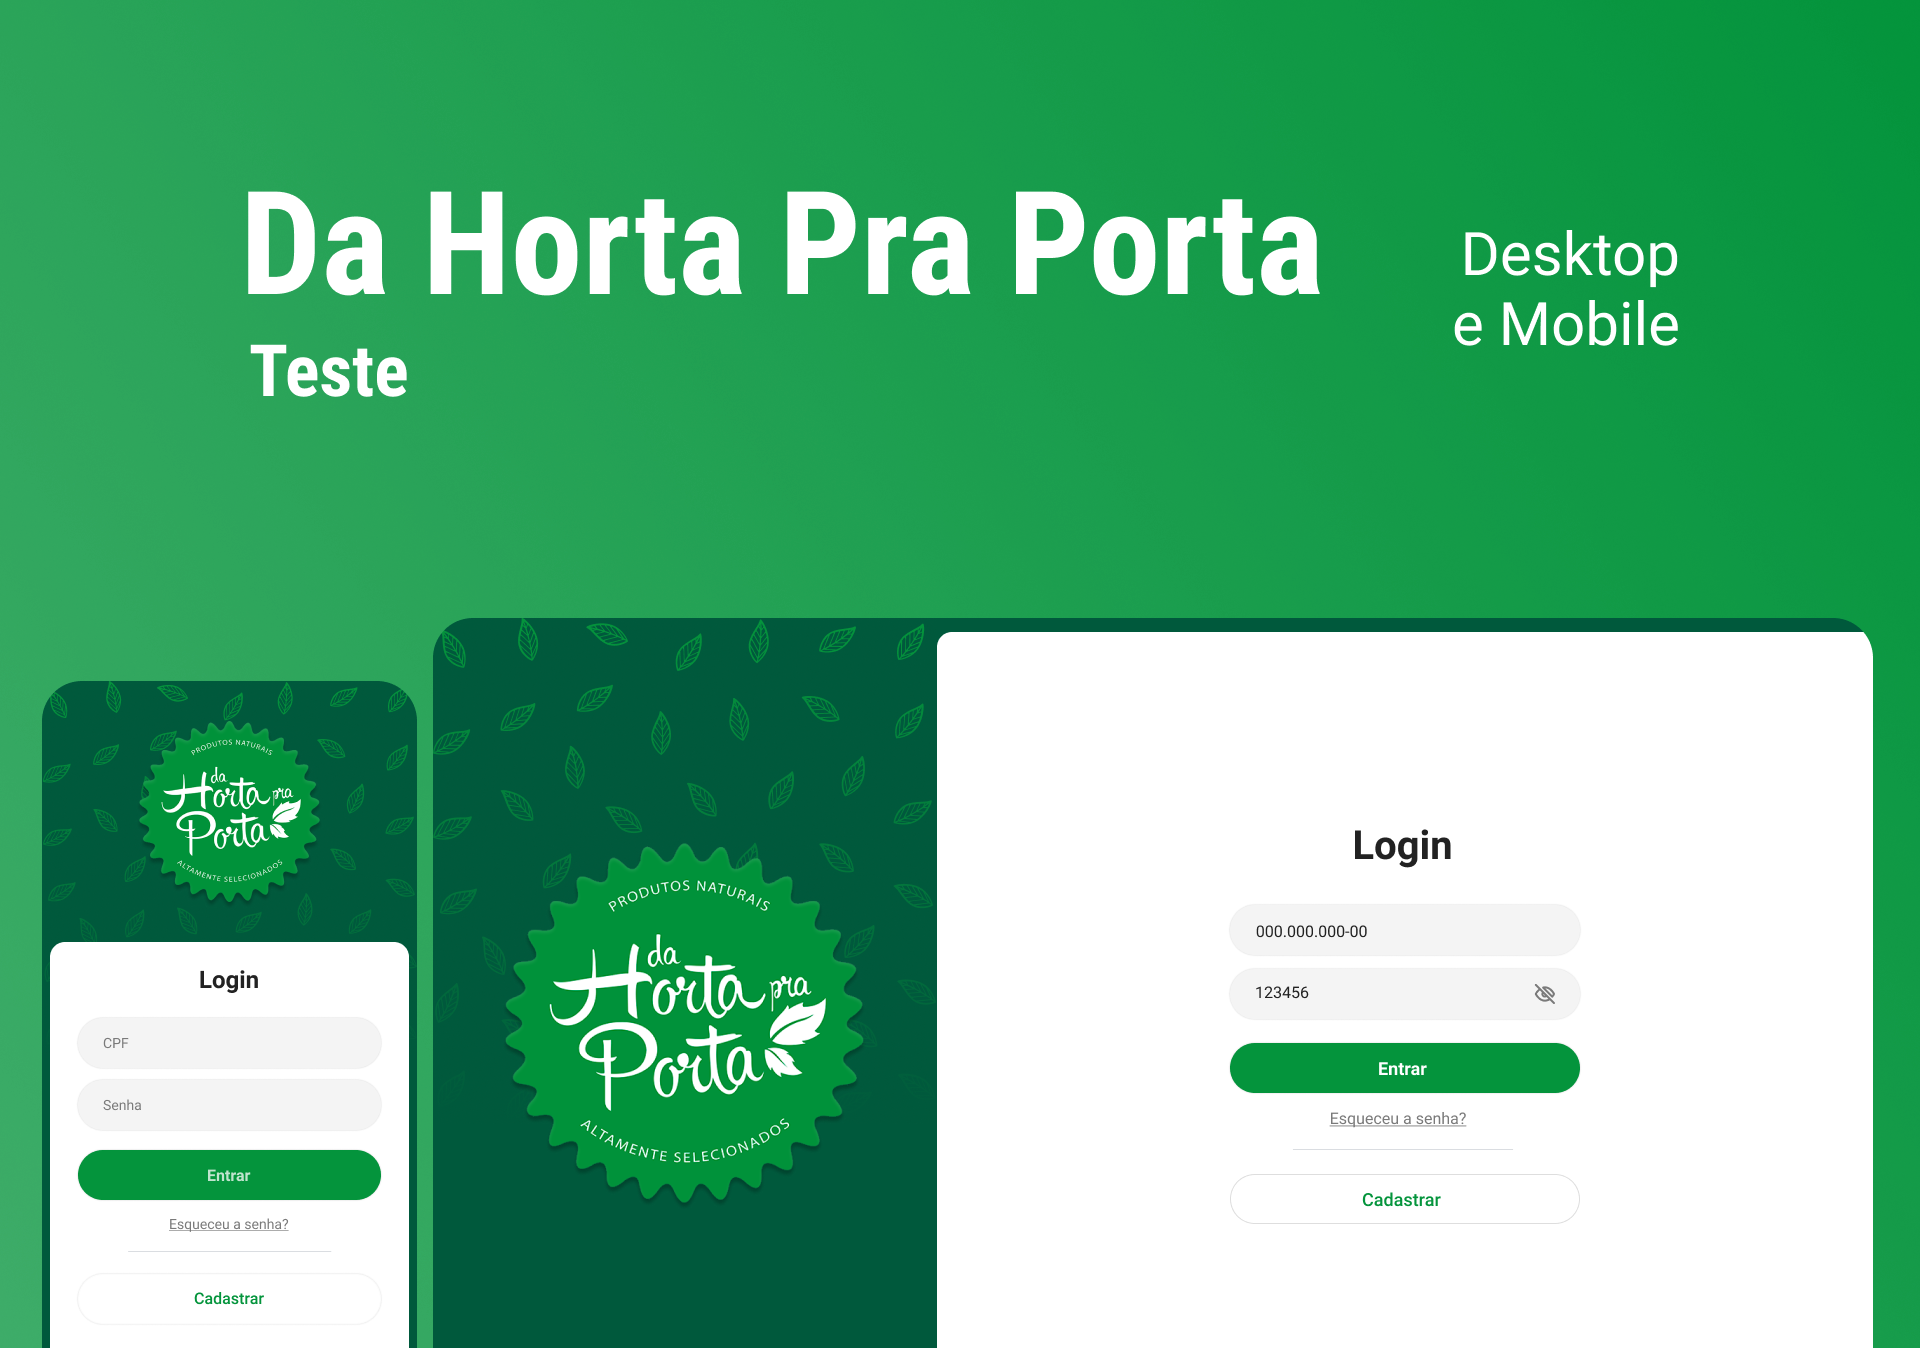 Da Horta Pra Porta
Teste
Desktop
e Mobile
PRODUTOS NATURAIS
da
Horta pra
Porta
ALTAMENTE SELECIONADOS
Login
CPF
Senha
Entrar
Esqueceu a senha?
Cadastrar
PRODUTOS NATURAIS
da
Horta pra
Porta
ALTAMENTE SELECIONADOS
Login
000.000.000-00
123456
Entrar
Esqueceu a senha?
Cadastrar